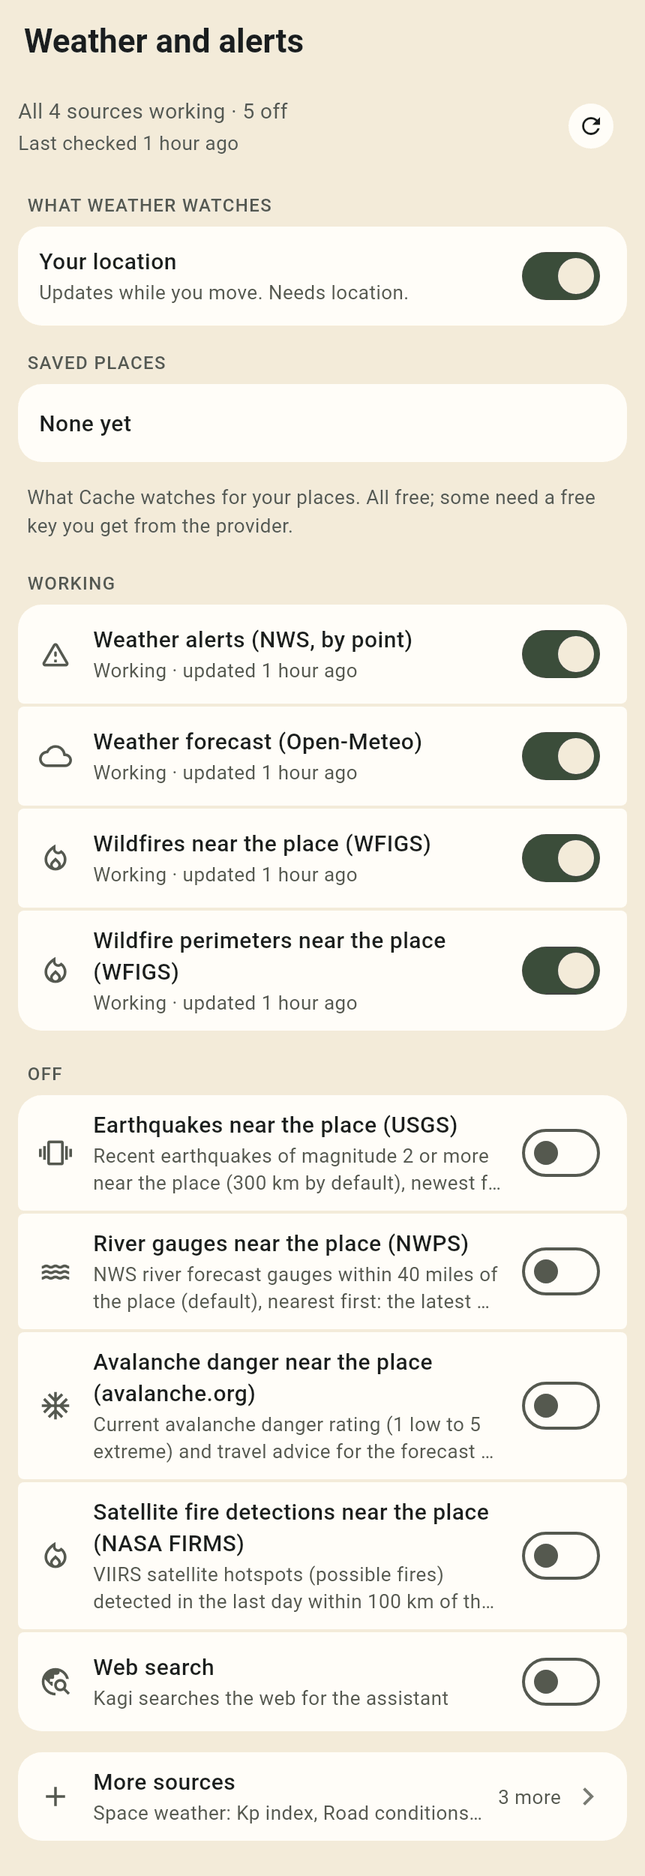 Weather and alerts
All 4 sources working · 5 off
Last checked 1 hour ago
WHAT WEATHER WATCHES
Your location
Updates while you move. Needs location.
SAVED PLACES
None yet
What Cache watches for your places. All free; some need a free
key you get from the provider.
WORKING
Weather alerts (NWS, by point)
Working · updated 1 hour ago
Weather forecast (Open-Meteo)
Working · updated 1 hour ago
Wildfires near the place (WFIGS)
Working · updated 1 hour ago
Wildfire perimeters near the place
(WFIGS)
Working · updated 1 hour ago
OFF
Earthquakes near the place (USGS)
Recent earthquakes of magnitude 2 or more
near the place (300 km by default), newest f…
River gauges near the place (NWPS)
NWS river forecast gauges within 40 miles of
the place (default), nearest first: the latest …
Avalanche danger near the place
(avalanche.org)
Current avalanche danger rating (1 low to 5
extreme) and travel advice for the forecast …
Satellite fire detections near the place
(NASA FIRMS)
VIIRS satellite hotspots (possible fires)
detected in the last day within 100 km of th…
Web search
Kagi searches the web for the assistant
More sources
Space weather: Kp index, Road conditions…
3 more